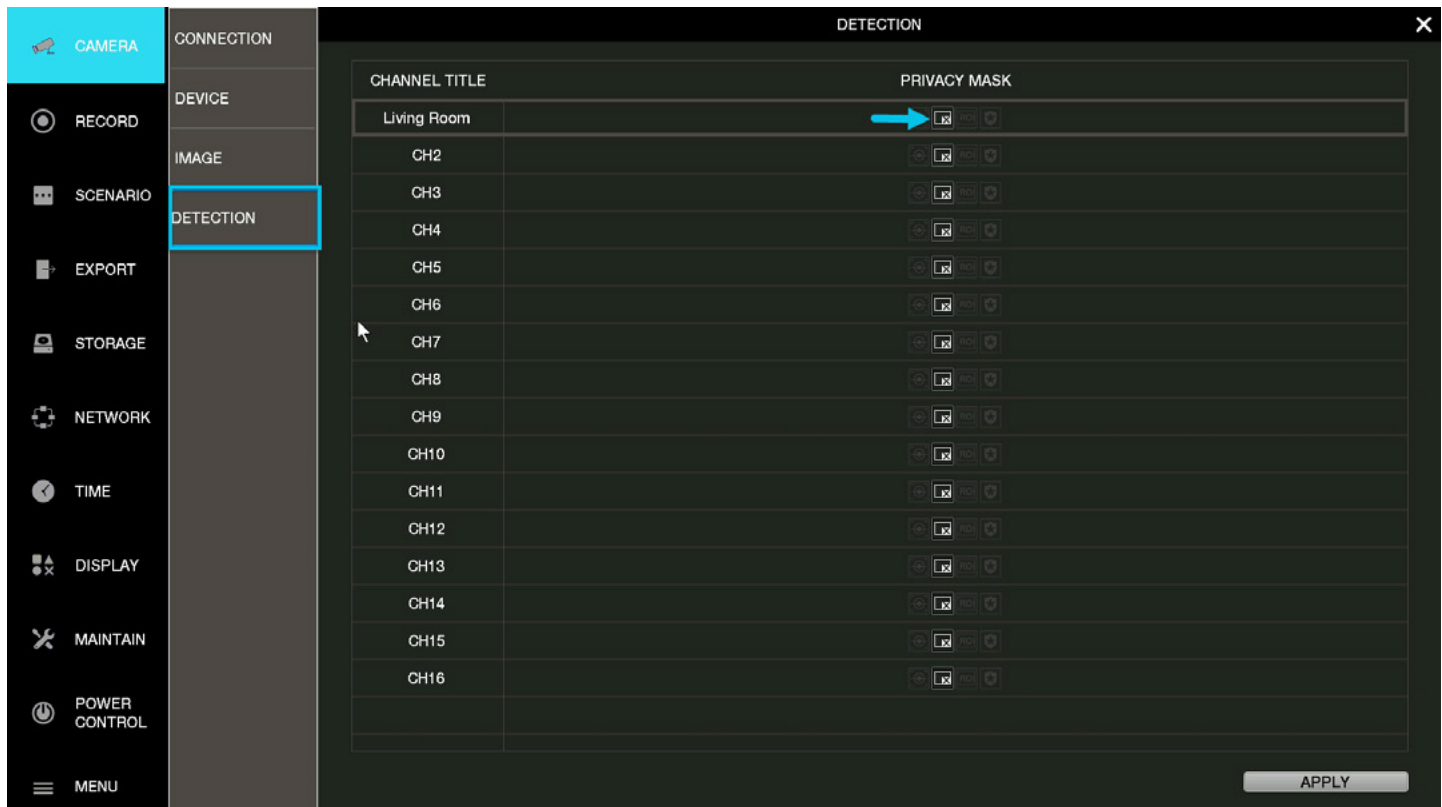 CAMERA
RECORD
SCENARIO
EXPORT
STORAGE
NETWORK
TIME
DISPLAY
MAINTAIN
POWER
CONTROL
MENU
CONNECTION
DEVICE
IMAGE
DETECTION
DETECTION
CHANNEL TITLE PRIVACY MASK
Living Room
CH2
CH3
CH4
CH5
CH6
CH7
CH8
CH9
CH10
CH11
CH12
CH13
CH14
CH15
CH16
APPLY